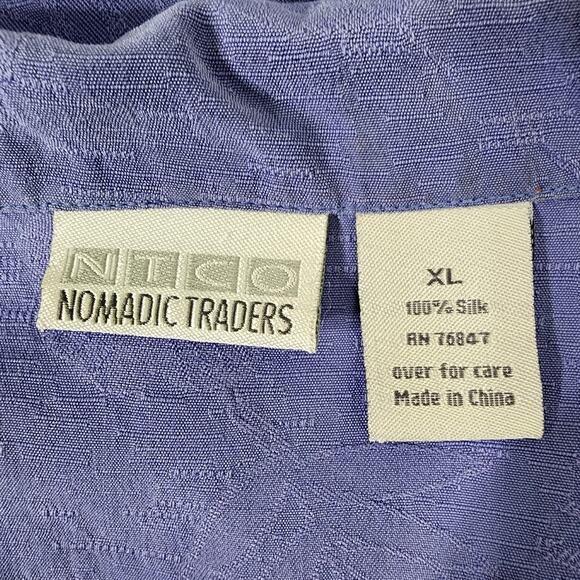 NTCO
NOMADIC TRADERS
XL
100% Silk
RN 76847
over for care
Made in China